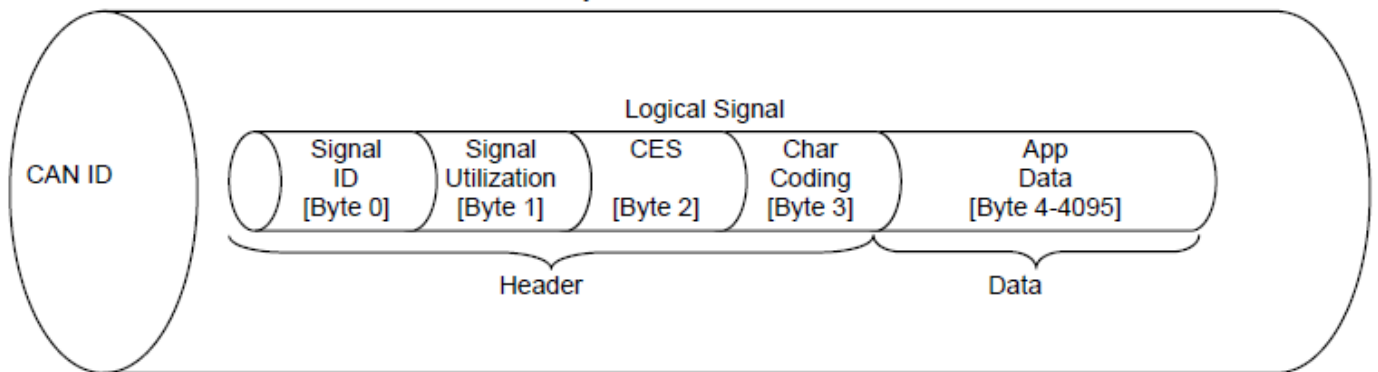 Logical Signal
CAN ID
Signal
ID
[Byte 0]
Signal
Utilization
[Byte 1]
CES
[Byte 2]
Char
Coding
[Byte 3]
App
Data
[Byte 4-4095]
Header
Data